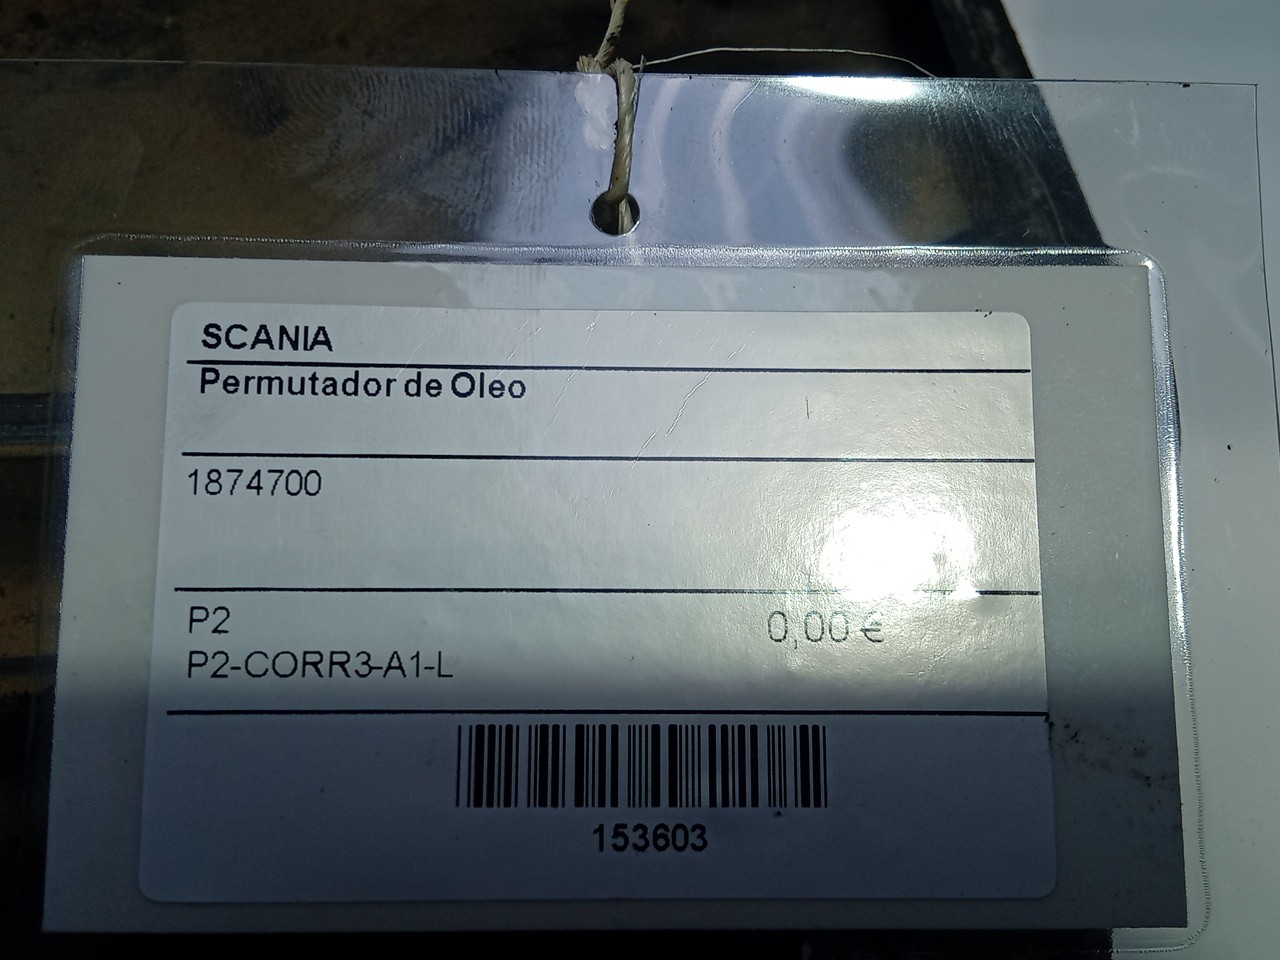 SCANIA
Permutador de Oleo
1874700
P2
0,00 €
P2-CORR3-A1-L
153603